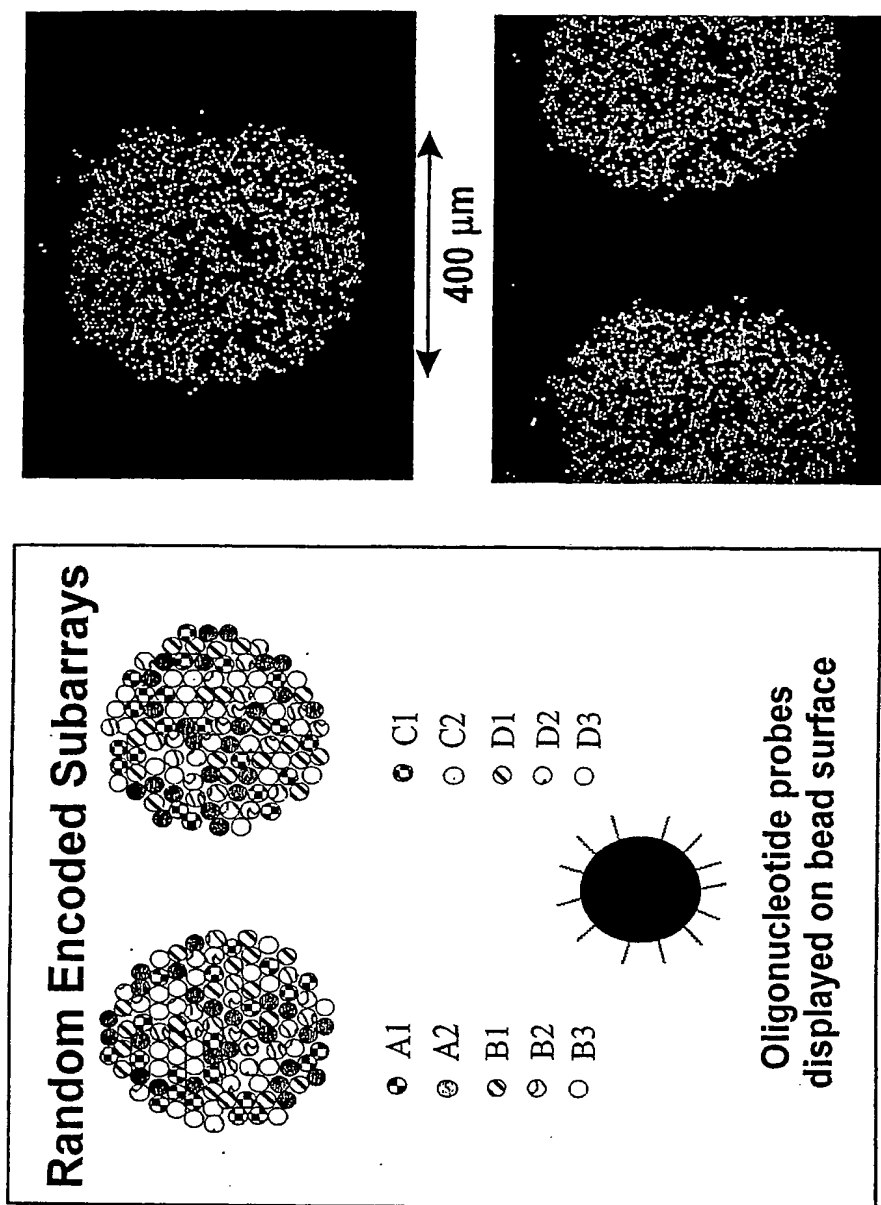 Random Encoded Subarrays
A1
A2
B1
B2
B3
C1
C2
D1
D2
D3
Oligonucleotide probes
displayed on bead surface
400 µm